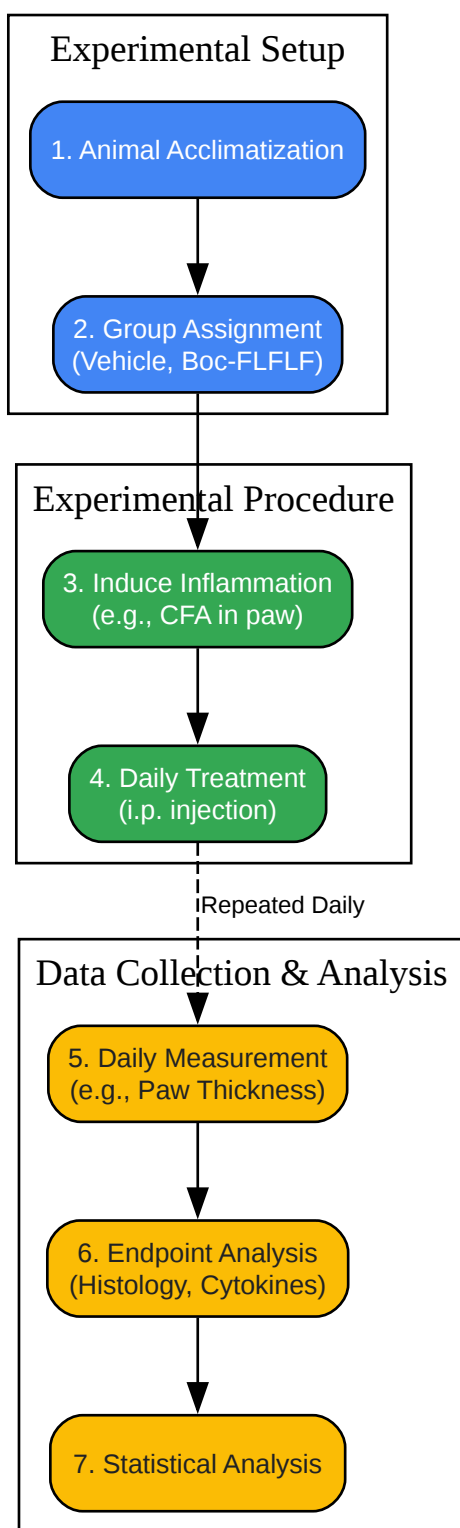 Experimental Setup
1. Animal Acclimatization
2. Group Assignment
(Vehicle, Boc-FLFLF)
Experimental Procedure
3. Induce Inflammation
(e.g., CFA in paw)
4. Daily Treatment
(i.p. injection)
Repeated Daily
Data Collection & Analysis
5. Daily Measurement
(e.g., Paw Thickness)
6. Endpoint Analysis
(Histology, Cytokines)
7. Statistical Analysis